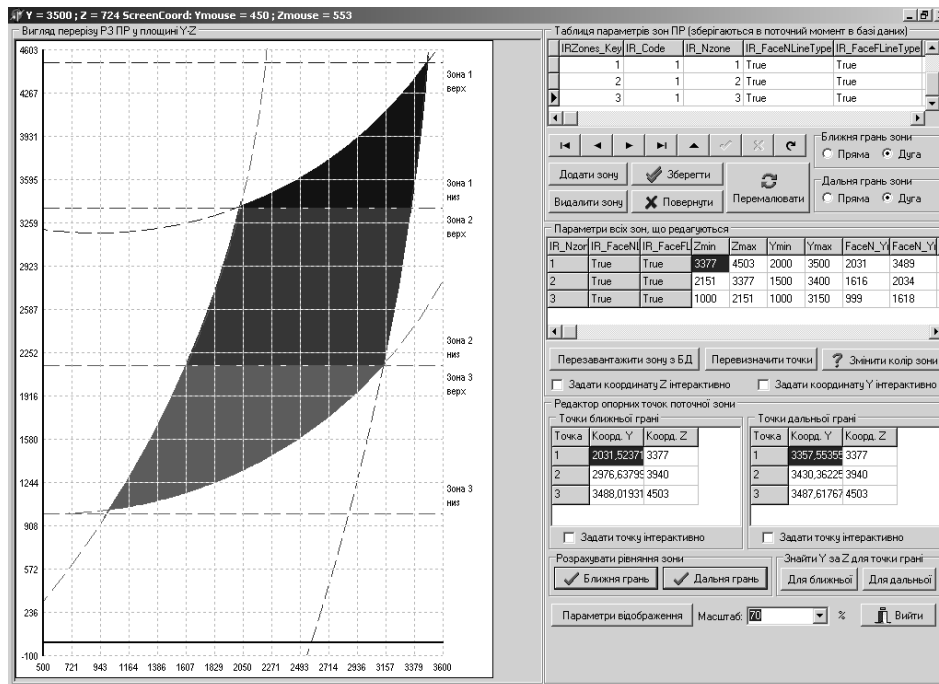 Y = 3500 ; Z = 724 ScreenCoord: Ymouse = 450 ; Zmouse = 553
Вигляд перерізу РЗ ПР у площині Y-Z
4603
4267
3931
3595
3259
2923
2587
2252
1916
1580
1244
908
572
236
-100
500 721 943 1164 1386 1607 1829 2050 2271 2493 2714 2936 3157 3379 3600
Зона 1
верх
Зона 1
низ
Зона 2
верх
Зона 2
низ
Зона 3
верх
Зона 3
низ
Таблиця параметрів зон ПР (зберігаються в поточний момент в базі даних)
IRZones_Key IR_Code IR_Nzone IR_FaceNLineType IR_FaceFLineType
1 1 1 True True
2 1 2 True True
3 1 3 True True
Ближня грань зони
Пряма Дуга
Додати зону Зберегти Перемалювати
Видалити зону Повернути
Дальня грань зони
Пряма Дуга
Параметри всіх зон, що редагуються
IR_Nzor IR_FaceNL IR_FaceFL Zmin Zmax Ymin Ymax FaceN_Yi FaceN_Yi
1 True True 3377 4503 2000 3500 2031 3489
2 True True 2151 3377 1500 3400 1616 2034
3 True True 1000 2151 1000 3150 999 1618
Перезавантажити зону з БД Перевизначити точки ? Змінити колір зони
Задати координату Z інтерактивно Задати координату Y інтерактивно
Редактор опорних точок поточної зони
Точки ближньої грані
Точка Коорд. Y Коорд. Z
1 2031,52371 3377
2 2976,63795 3940
3 3488,01931 4503
Задати точку інтерактивно
Точки дальньої грані
Точка Коорд. Y Коорд. Z
1 3357,55355 3377
2 3430,36225 3940
3 3487,61767 4503
Задати точку інтерактивно
Розрахувати рівняння зони
Ближня грань Дальня грань
Знайти Y за Z для точки грані
Для ближньої Для дальньої
Параметри відображення Масштаб: 70 % Вийти